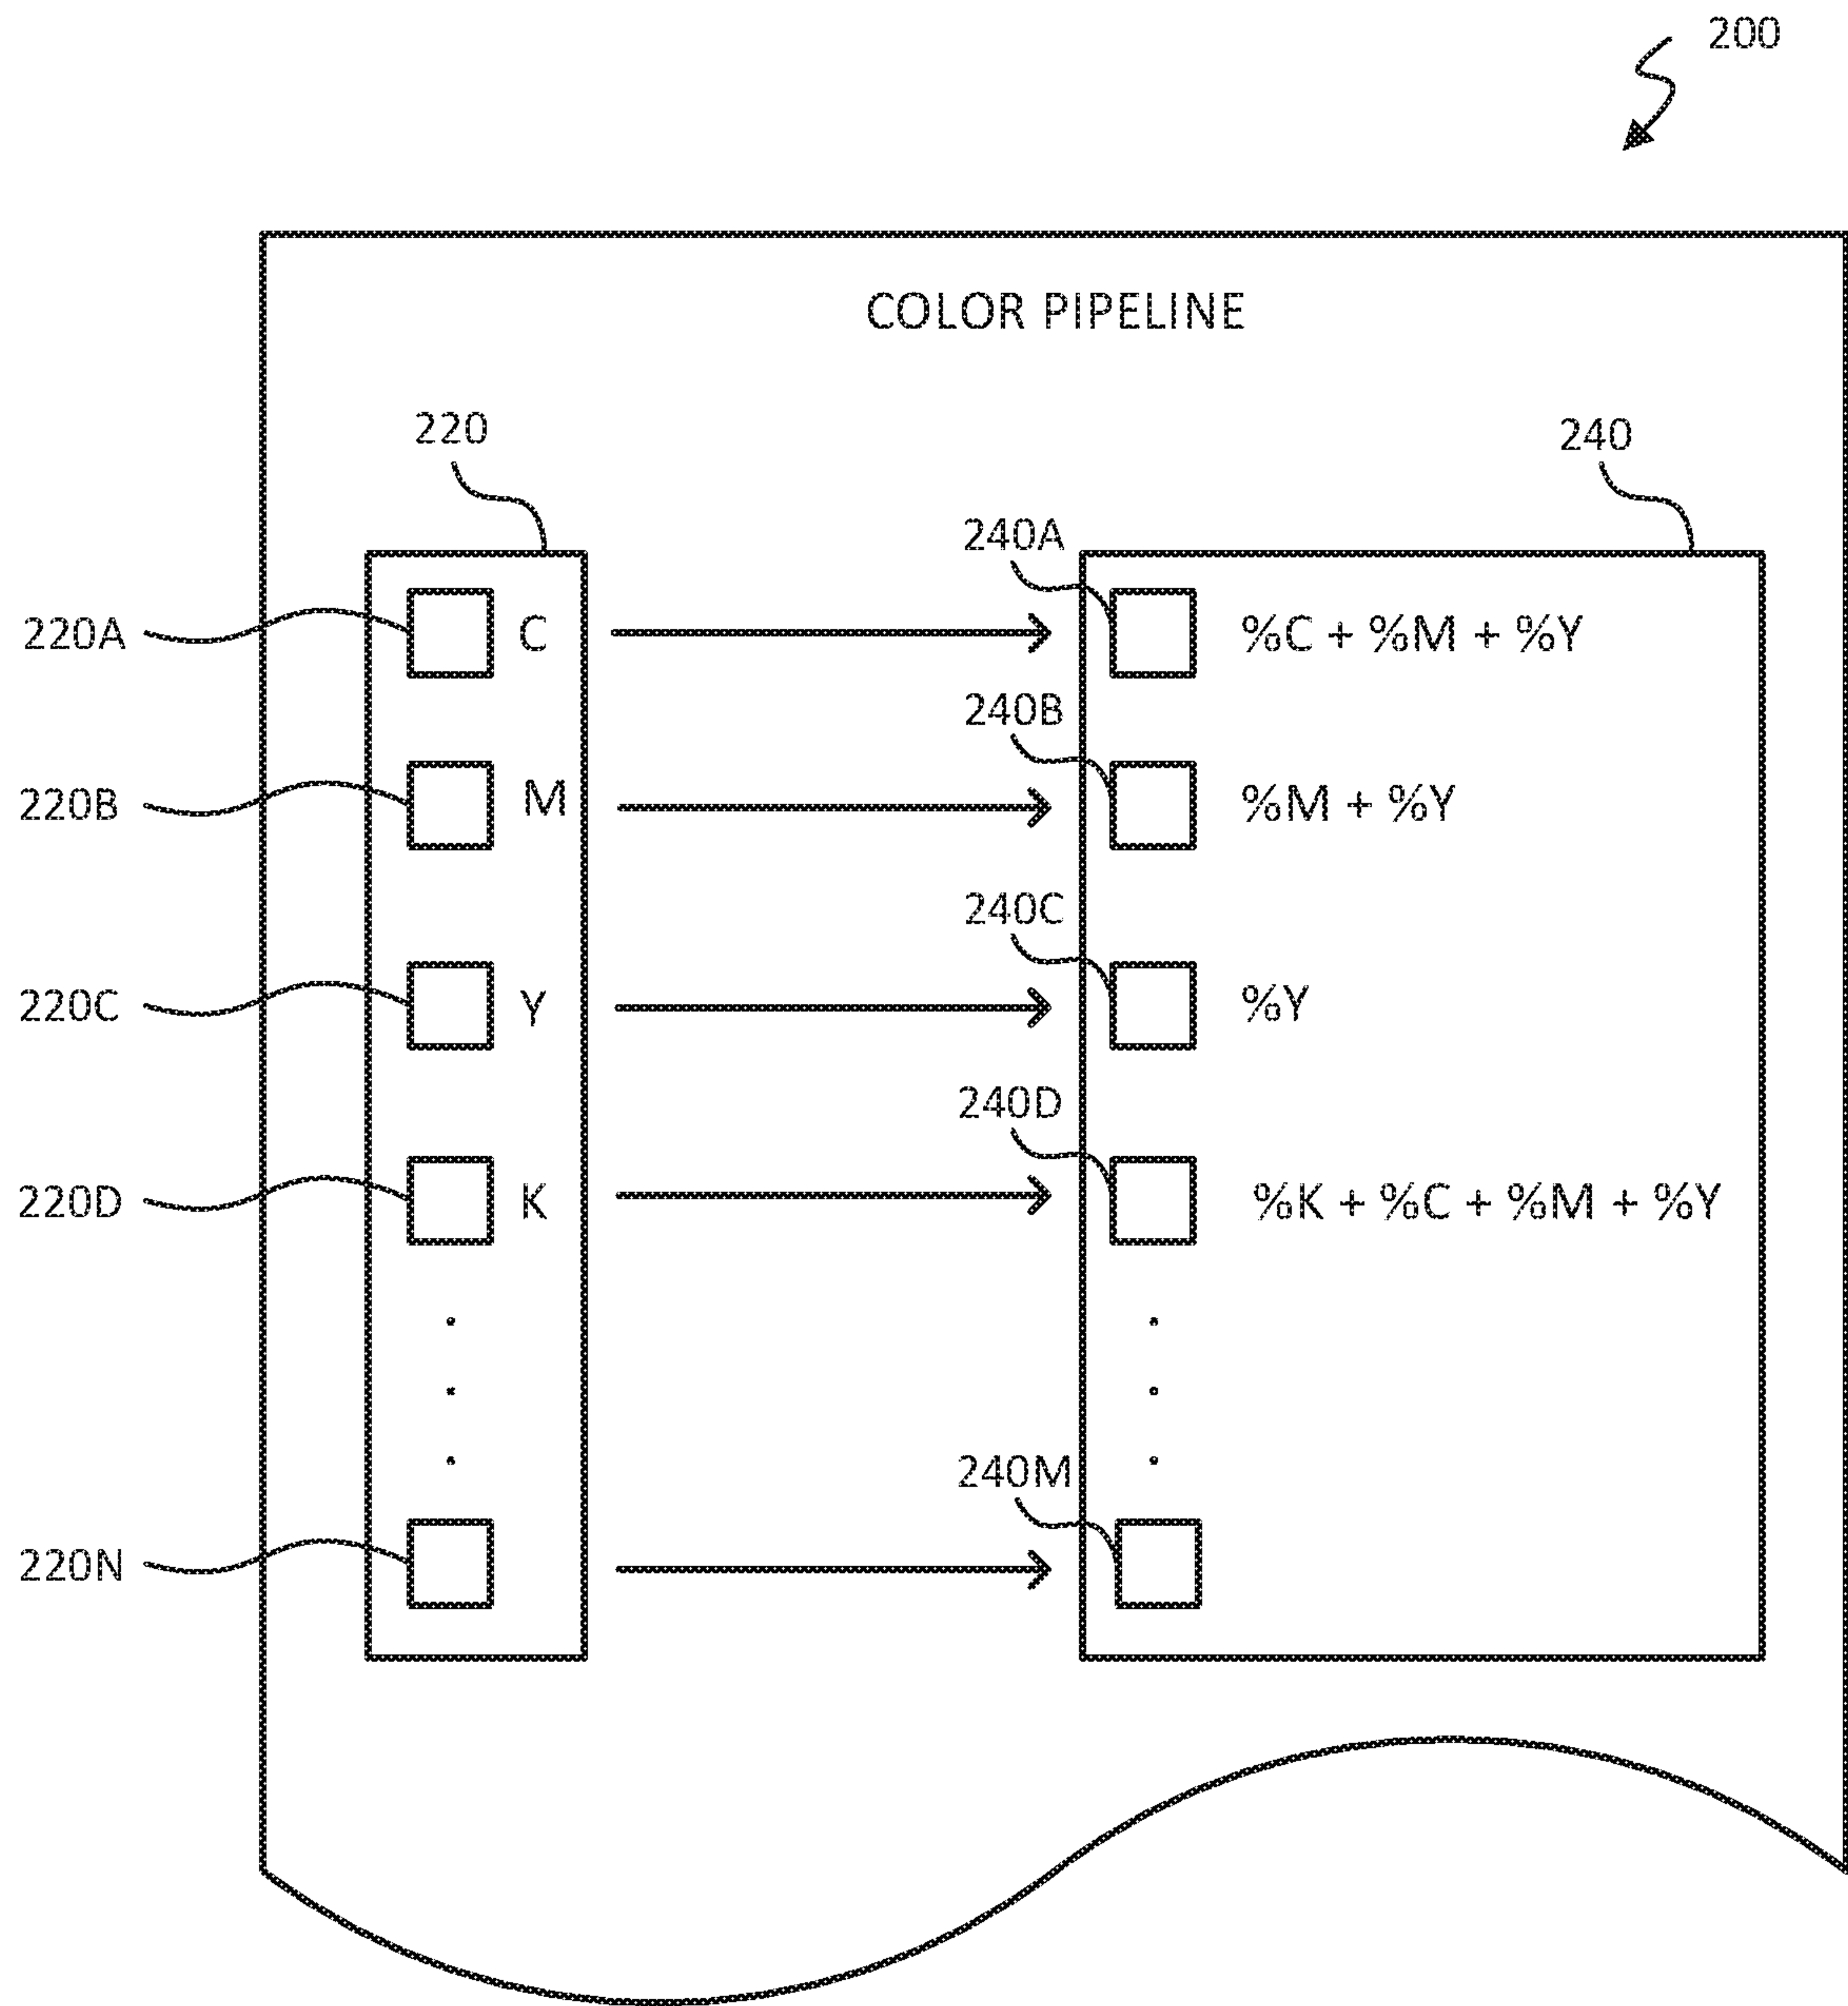 200
COLOR PIPELINE
220
240
240A
220A
C
%C + %M + %Y
240B
220B
M
%M + %Y
240C
220C
Y
%Y
240D
220D
K
%K + %C + %M + %Y
240M
220N